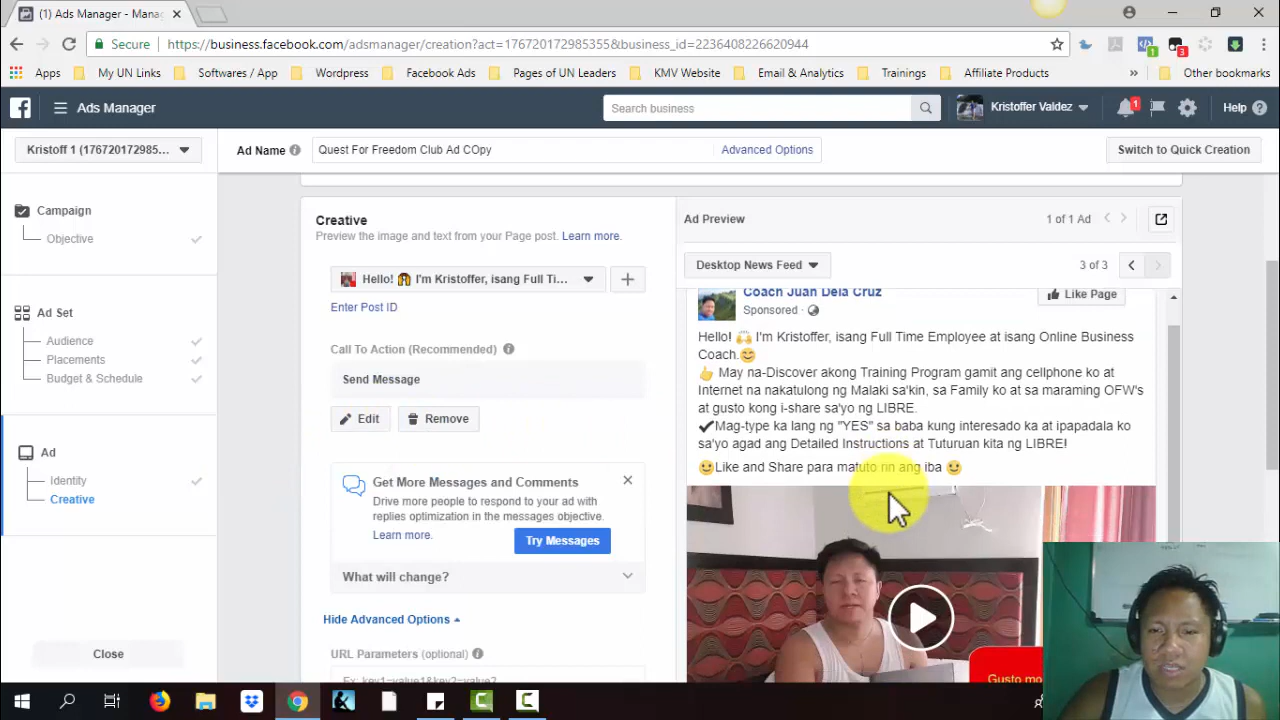 (1) Ads Manager - Manag
Secure https://business.facebook.com/adsmanager/creation?act=176720172985355&business_id=2236408226620944
1
3
Apps My UN Links Softwares / App Wordpress Facebook Ads Pages of UN Leaders KMV Website Email & Analytics Trainings Affiliate Products » Other bookmarks
Ads Manager
Search business
Kristoffer Valdez
1
Help
Kristoff 1 (176720172985...
Ad Name
Quest For Freedom Club Ad COpy
Advanced Options
Switch to Quick Creation
Campaign
Objective
Ad Set
Audience
Placements
Budget & Schedule
Ad
Identity
Creative
Close
Creative
Preview the image and text from your Page post. Learn more.
Hello! 🙌 I'm Kristoffer, isang Full Ti...
Enter Post ID
Call To Action (Recommended)
Send Message
Edit
Remove
Get More Messages and Comments
Drive more people to respond to your ad with
replies optimization in the messages objective.
Learn more.
Try Messages
What will change?
Hide Advanced Options
URL Parameters (optional)
Ex: key1=value1&key2=value2
Ad Preview
1 of 1 Ad
Desktop News Feed
3 of 3
Coach Juan Dela Cruz
Sponsored
Like Page
Hello! 🙌 I'm Kristoffer, isang Full Time Employee at isang Online Business
Coach.😊
👍 May na-Discover akong Training Program gamit ang cellphone ko at
Internet na nakatulong ng Malaki sa'kin, sa Family ko at sa maraming OFW's
at gusto kong i-share sa'yo ng LIBRE.
✔Mag-type ka lang ng "YES" sa baba kung interesado ka at ipapadala ko
sa'yo agad ang Detailed Instructions at Tuturuan kita ng LIBRE!
😃Like and Share para matuto rin ang iba 😃
Gusto mo